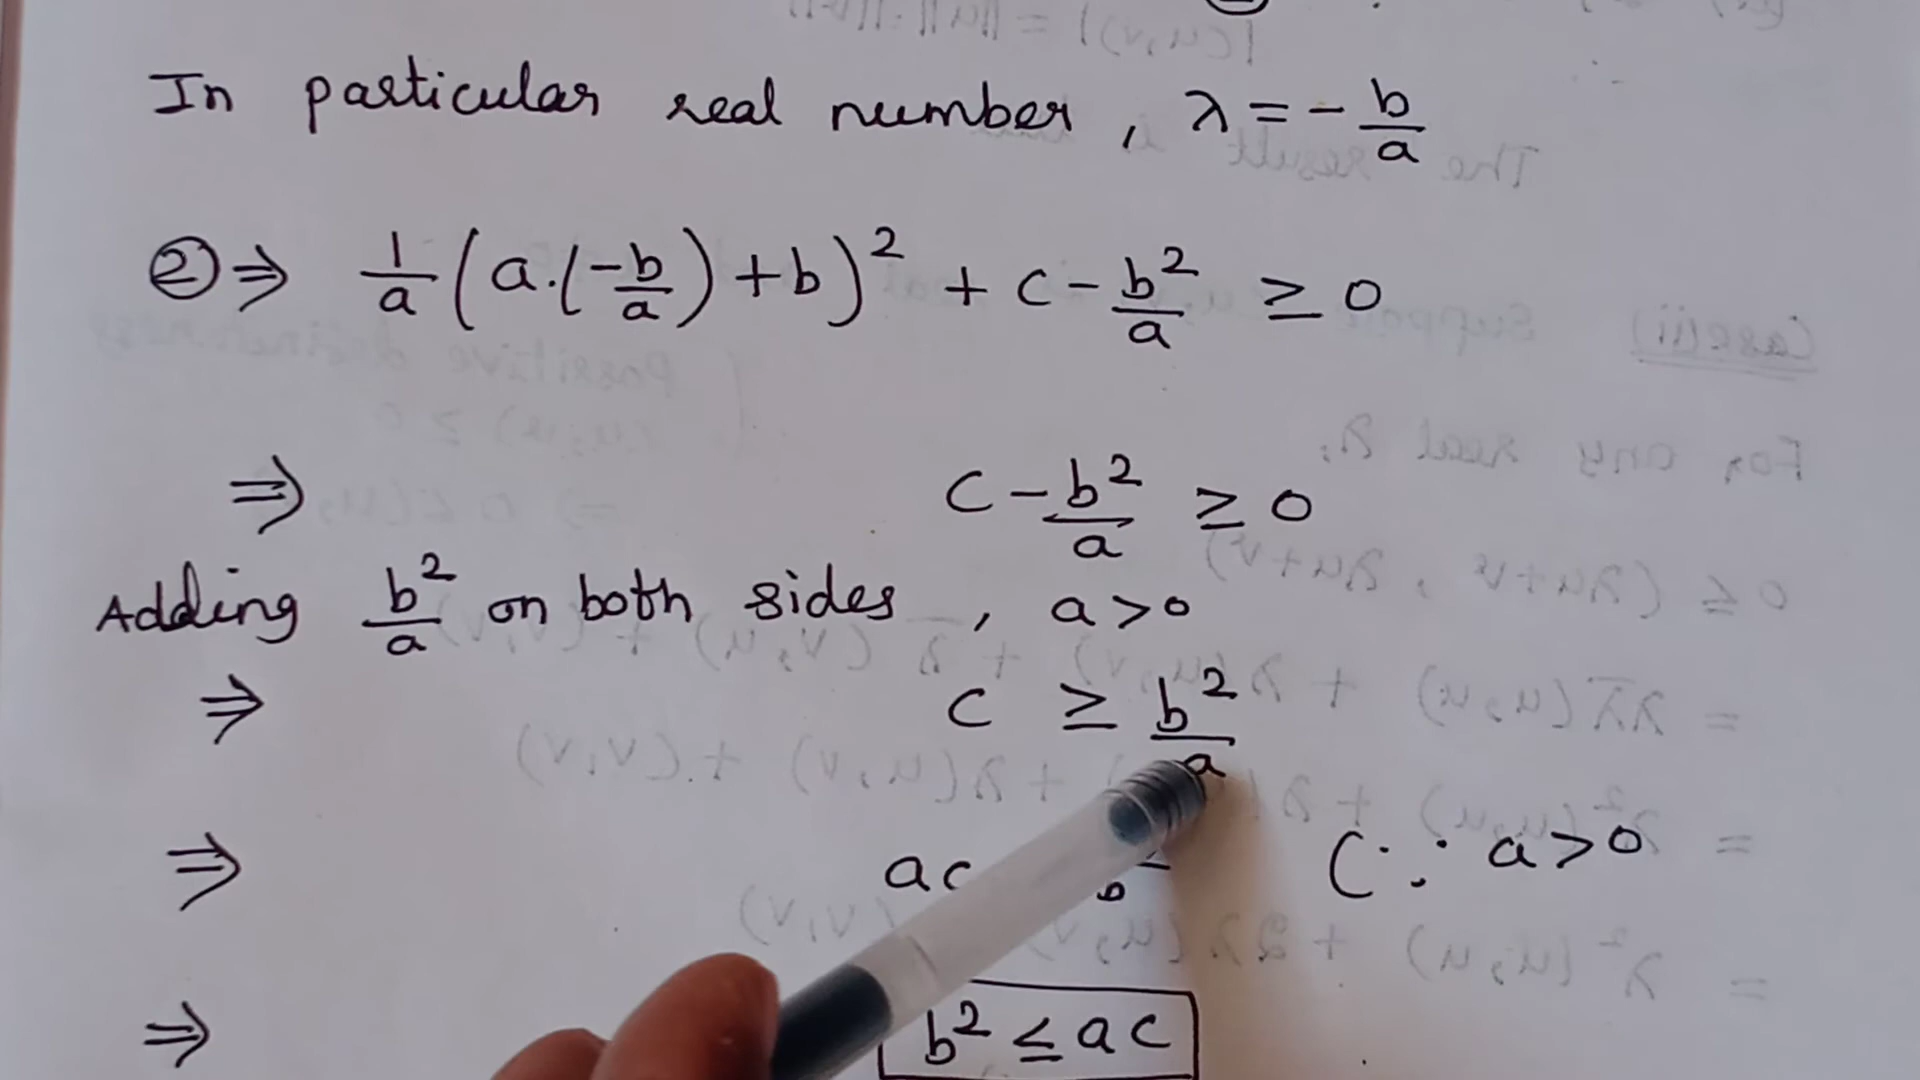 In particular real number, λ = - b/a
② ⇒ 1/a (a.(-b/a) + b)² + c - b²/a ≥ 0
⇒ c - b²/a ≥ 0
Adding b²/a on both sides, a > 0
⇒ c ≥ b²/a
⇒ ac (∵ a > 0
⇒ b² ≤ ac